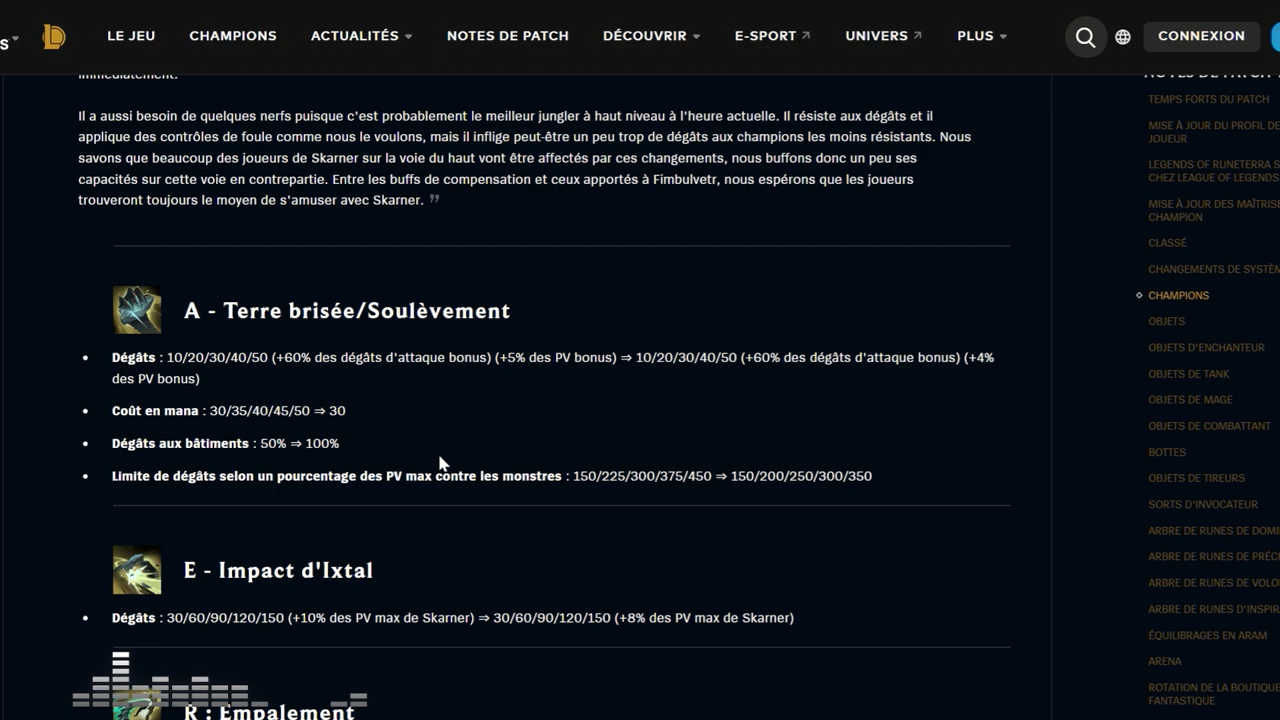 S
LE JEU CHAMPIONS ACTUALITÉS NOTES DE PATCH DÉCOUVRIR E-SPORT UNIVERS PLUS CONNEXION
immédiatement.
Il a aussi besoin de quelques nerfs puisque c'est probablement le meilleur jungler à haut niveau à l'heure actuelle. Il résiste aux dégâts et il
applique des contrôles de foule comme nous le voulons, mais il inflige peut-être un peu trop de dégâts aux champions les moins résistants. Nous
savons que beaucoup des joueurs de Skarner sur la voie du haut vont être affectés par ces changements, nous buffons donc un peu ses
capacités sur cette voie en contrepartie. Entre les buffs de compensation et ceux apportés à Fimbulvetr, nous espérons que les joueurs
trouveront toujours le moyen de s'amuser avec Skarner. ”
A - Terre brisée/Soulèvement
• Dégâts : 10/20/30/40/50 (+60% des dégâts d'attaque bonus) (+5% des PV bonus) ⇒ 10/20/30/40/50 (+60% des dégâts d'attaque bonus) (+4%
des PV bonus)
• Coût en mana : 30/35/40/45/50 ⇒ 30
• Dégâts aux bâtiments : 50% ⇒ 100%
• Limite de dégâts selon un pourcentage des PV max contre les monstres : 150/225/300/375/450 ⇒ 150/200/250/300/350
E - Impact d'Ixtal
• Dégâts : 30/60/90/120/150 (+10% des PV max de Skarner) ⇒ 30/60/90/120/150 (+8% des PV max de Skarner)
R : Empalement
NOTES DE PATCH
TEMPS FORTS DU PATCH
MISE À JOUR DU PROFIL DE
JOUEUR
LEGENDS OF RUNETERRA S
CHEZ LEAGUE OF LEGENDS
MISE À JOUR DES MAÎTRIS
CHAMPION
CLASSÉ
CHANGEMENTS DE SYSTÈM
CHAMPIONS
OBJETS
OBJETS D'ENCHANTEUR
OBJETS DE TANK
OBJETS DE MAGE
OBJETS DE COMBATTANT
BOTTES
OBJETS DE TIREURS
SORTS D'INVOCATEUR
ARBRE DE RUNES DE DOMI
ARBRE DE RUNES DE PRÉCI
ARBRE DE RUNES DE VOLO
ARBRE DE RUNES D'INSPIR
ÉQUILIBRAGES EN ARAM
ARENA
ROTATION DE LA BOUTIQUE
FANTASTIQUE